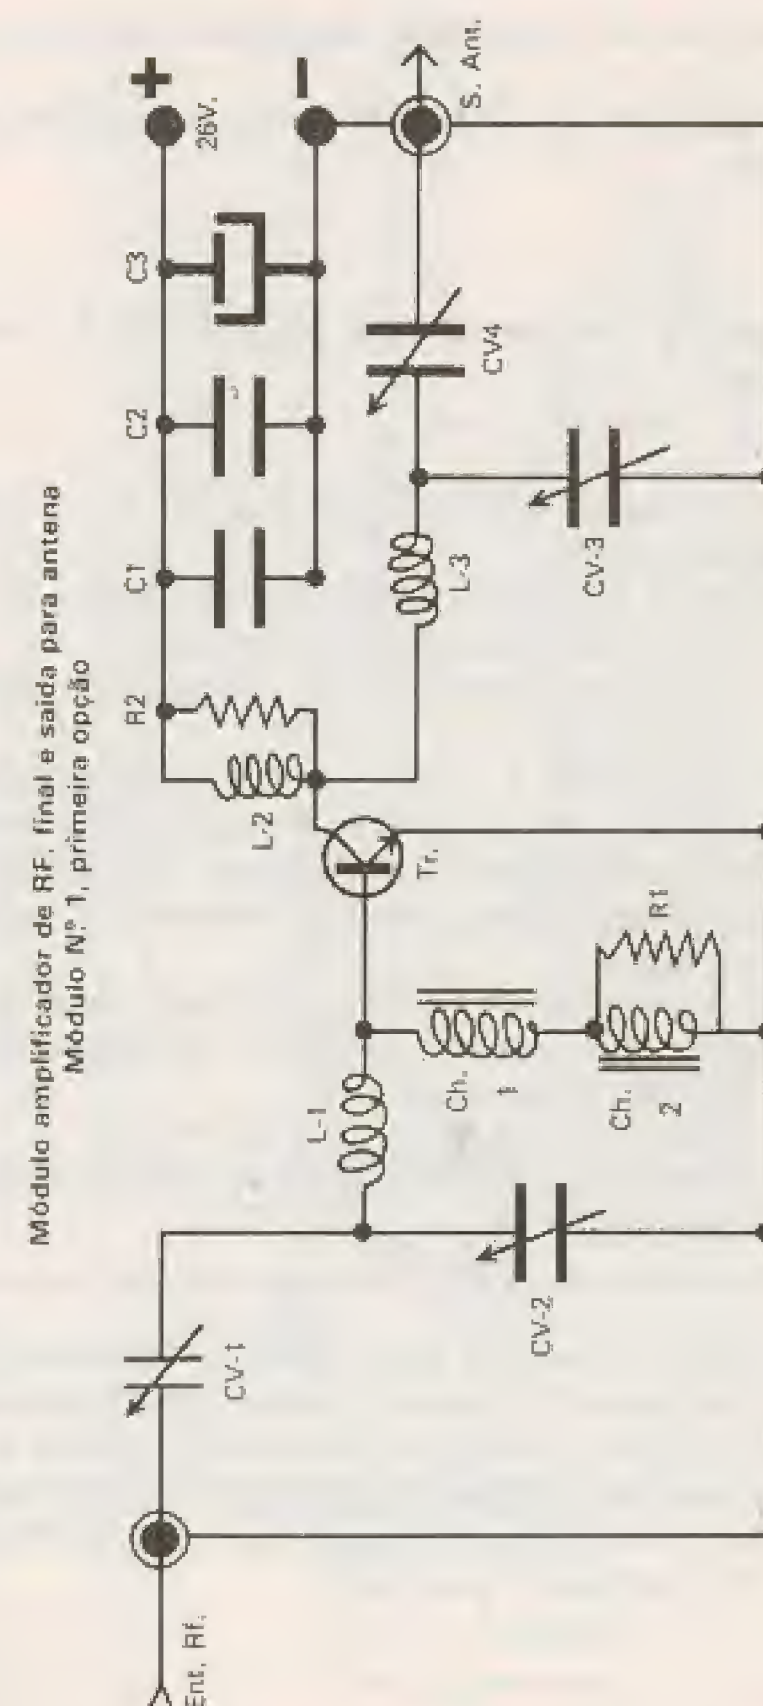 Módulo amplificador de RF. final e saida para antena
Módulo Nº 1, primeira opção
Ent. Rf.
CV-1
CV-2
L-1
Ch.
1
Ch.
2
R1
Tr.
L-2
R2
C1
C2
C3
L-3
CV-3
CV4
+
26V.
-
S. Ant.